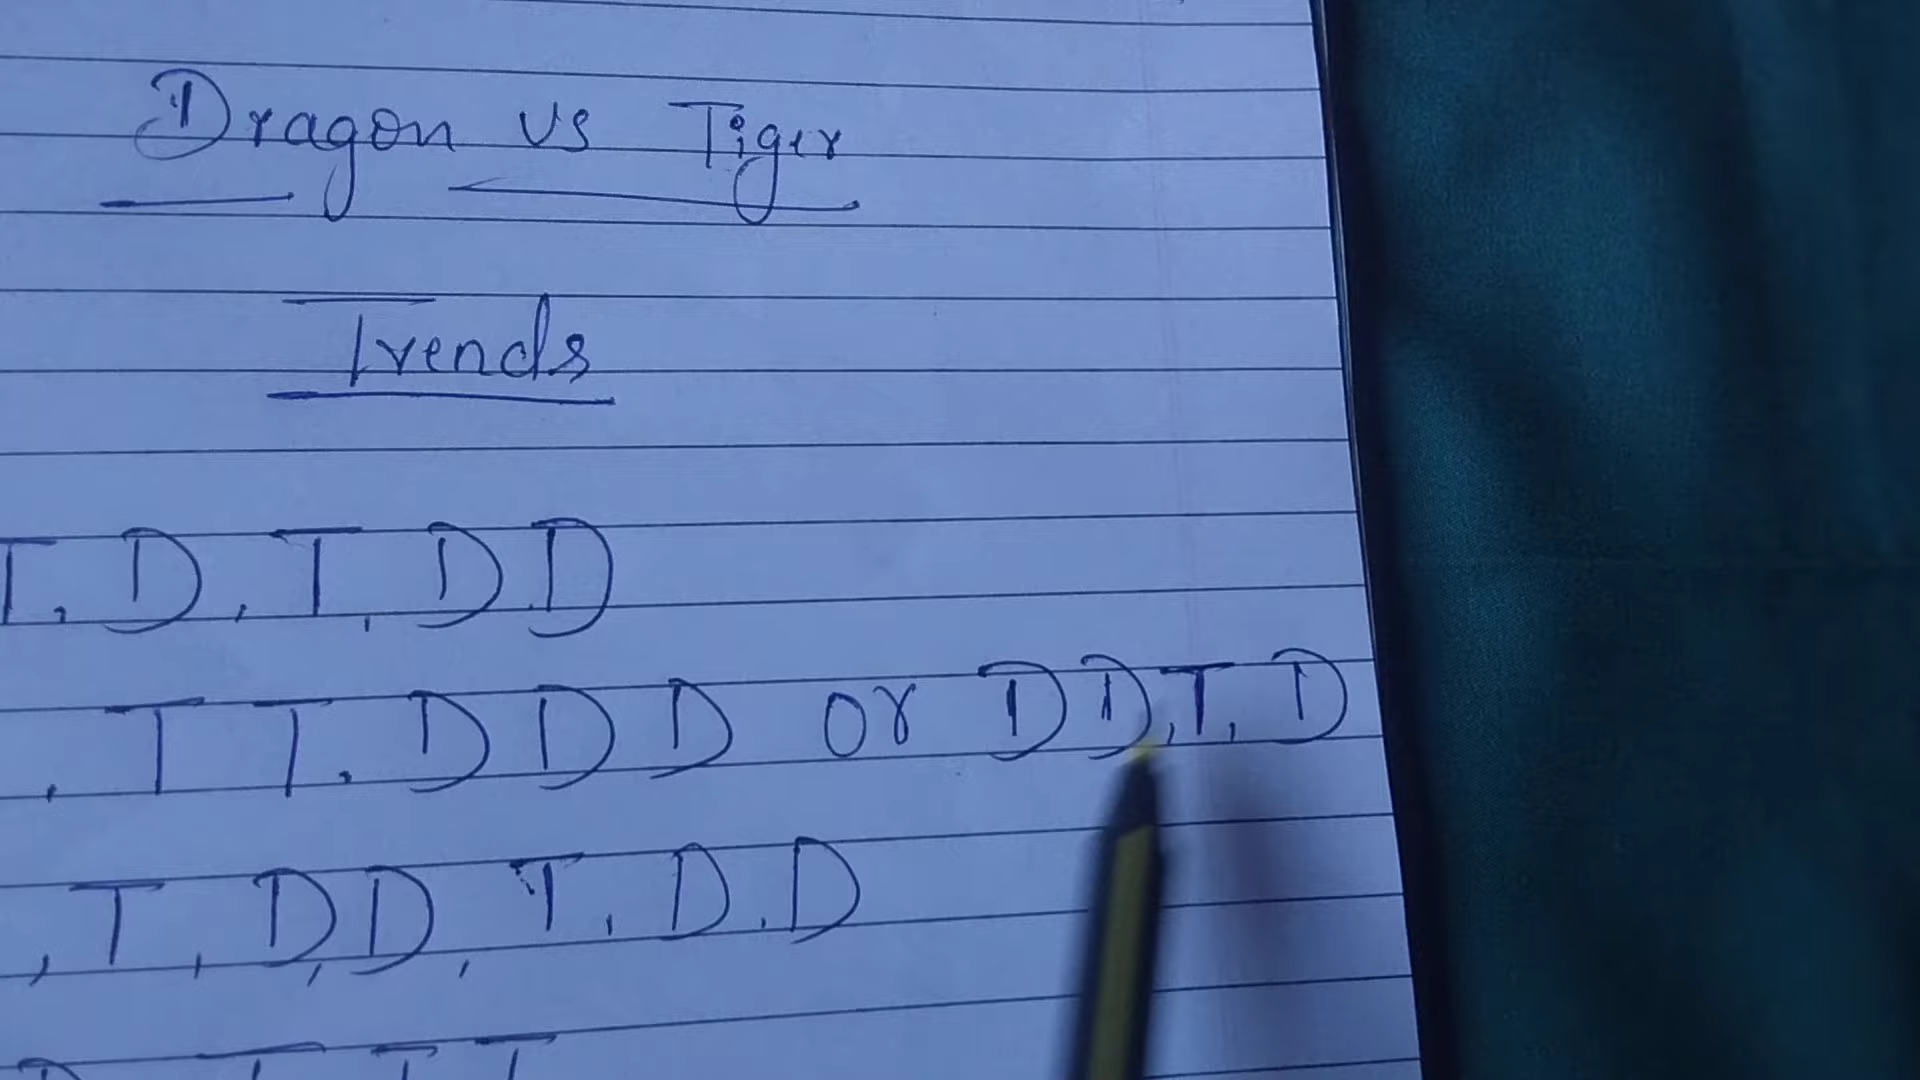 Dragon vs Tiger
Trends
T, D, T, D D
, T T, D D D or D D, T, D
, T, D, D, T, D, D